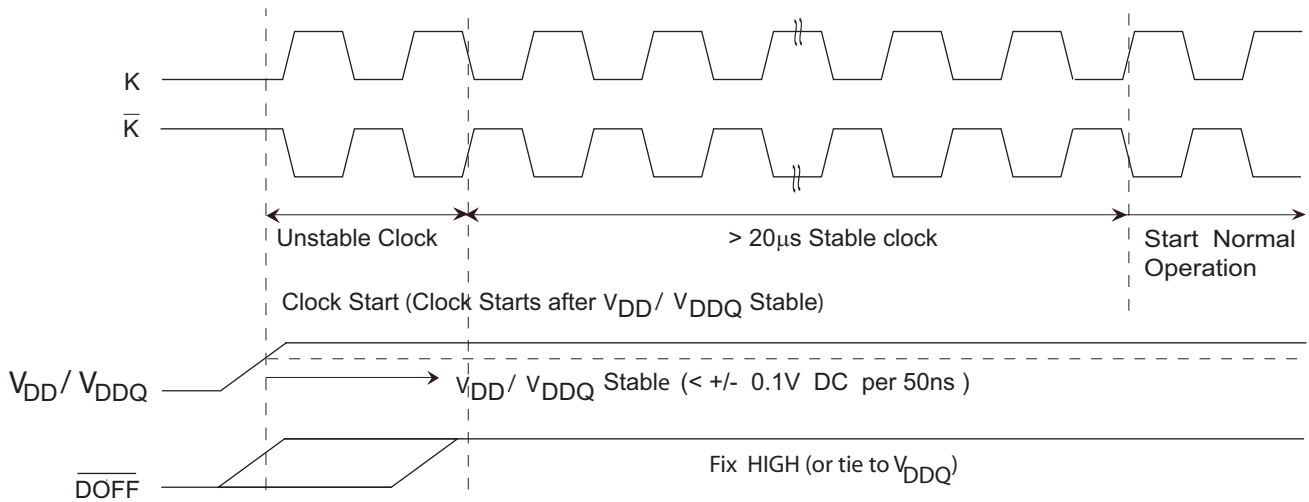 K
K
Unstable Clock
> 20µs Stable clock
Start Normal
Operation
Clock Start (Clock Starts after VDD/ VDDQ Stable)
VDD/ VDDQ
VDD/ VDDQ Stable (< +/- 0.1V DC per 50ns )
DOFF
Fix HIGH (or tie to VDDQ)